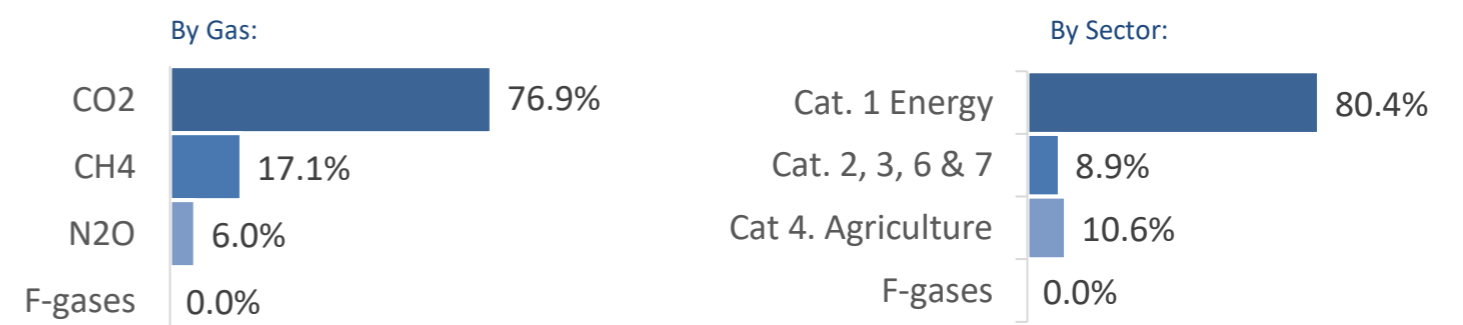 By Gas:
CO2 76.9%
CH4 17.1%
N2O 6.0%
F-gases 0.0%
By Sector:
Cat. 1 Energy 80.4%
Cat. 2, 3, 6 & 7 8.9%
Cat 4. Agriculture 10.6%
F-gases 0.0%